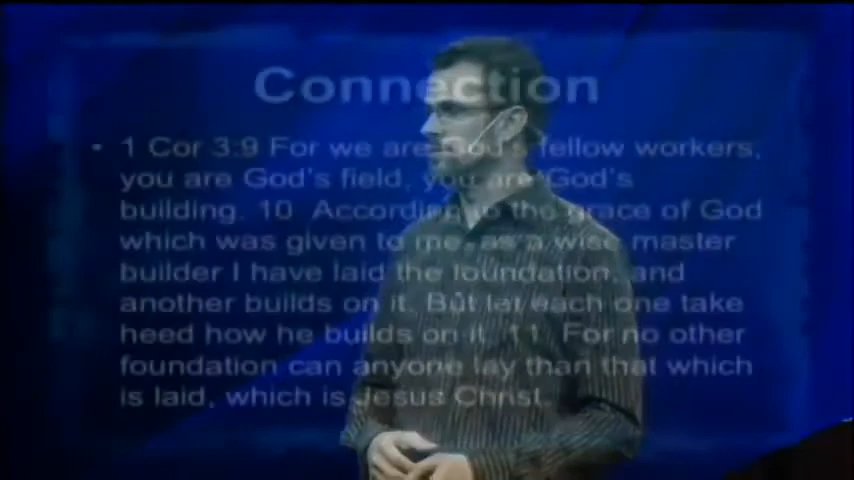 Connection
• 1 Cor 3:9 For we are God's fellow workers,
you are God's field, you are God's
building. 10 According to the grace of God
which was given to me, as a wise master
builder I have laid the foundation, and
another builds on it. But let each one take
heed how he builds on it. 11 For no other
foundation can anyone lay than that which
is laid, which is Jesus Christ.